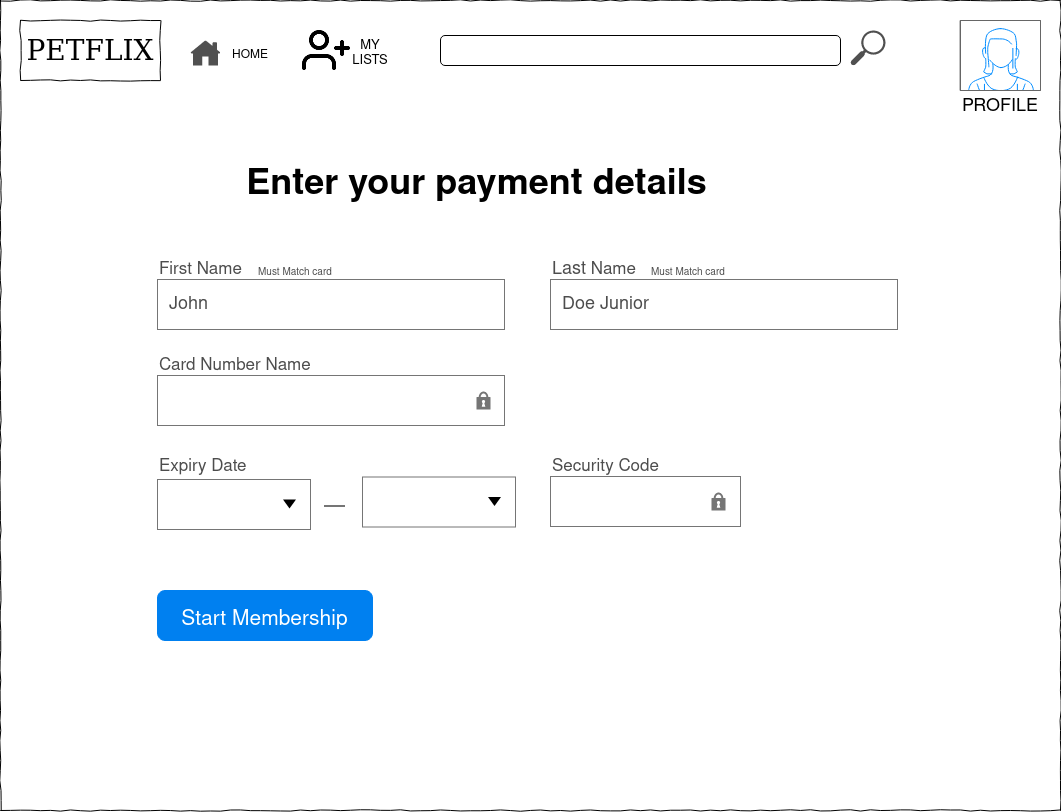 PETFLIX
HOME
MY
LISTS
PROFILE
Enter your payment details
First Name Must Match card
Last Name Must Match card
John
Doe Junior
Card Number Name
Expiry Date
Security Code
Start Membership